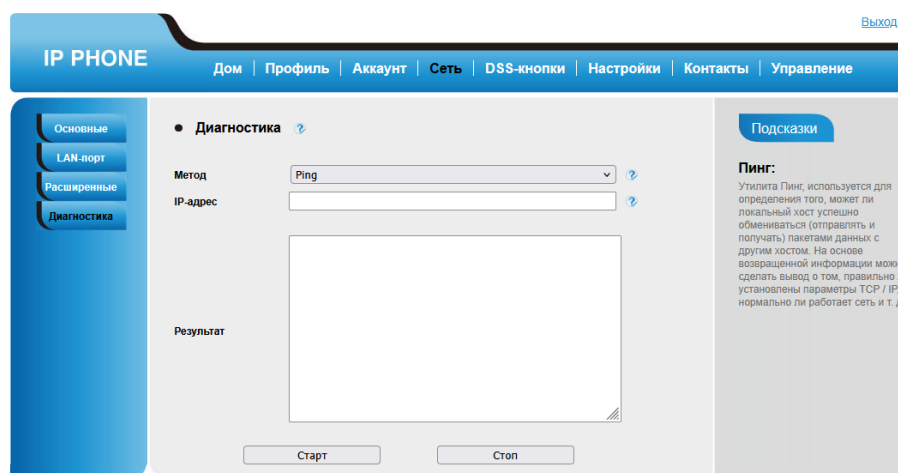 Выход
IP PHONE
Дом Профиль Аккаунт Сеть DSS-кнопки Настройки Контакты Управление
Основные
LAN-порт
Расширенные
Диагностика
Диагностика ?
Метод Ping ?
IP-адрес ?
Результат
Старт Стоп
Подсказки
Пинг:
Утилита Пинг, используется для
определения того, может ли
локальный хост успешно
обмениваться (отправлять и
получать) пакетами данных с
другим хостом. На основе
возвращенной информации
сделать вывод о том, правильно
установлены параметры TCP / IP
нормально ли работает сеть и т.